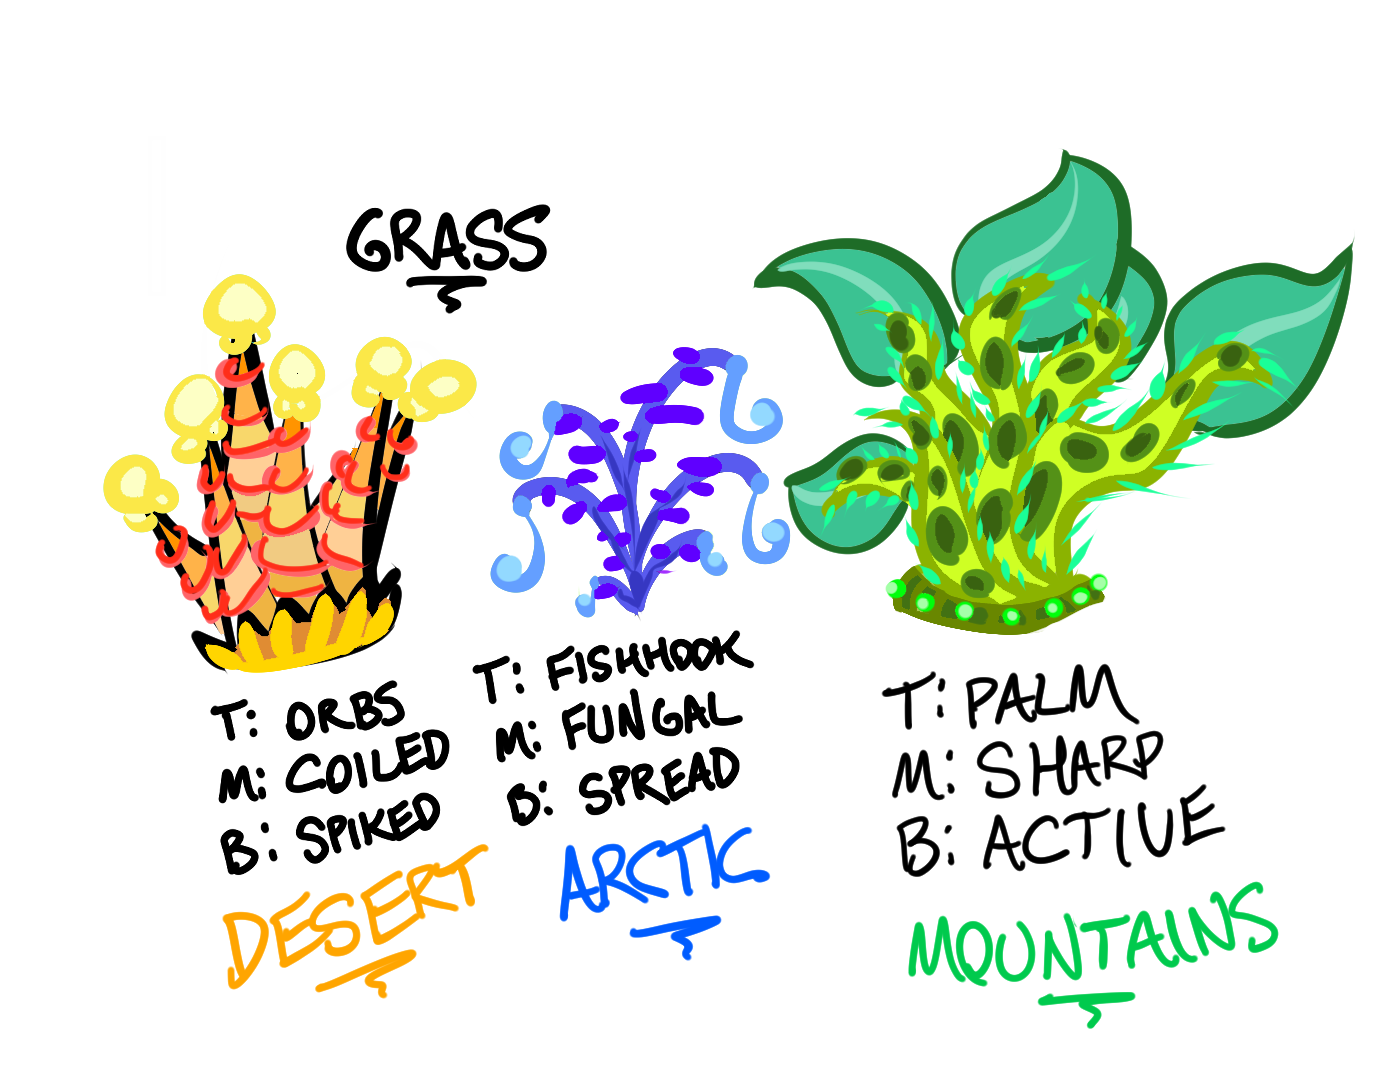 GRASS
T: ORBS
M: COILED
B: SPIKED
DESERT
T: FISHHOOK
M: FUNGAL
B: SPREAD
ARCTIC
T: PALM
M: SHARP
B: ACTIVE
MOUNTAINS